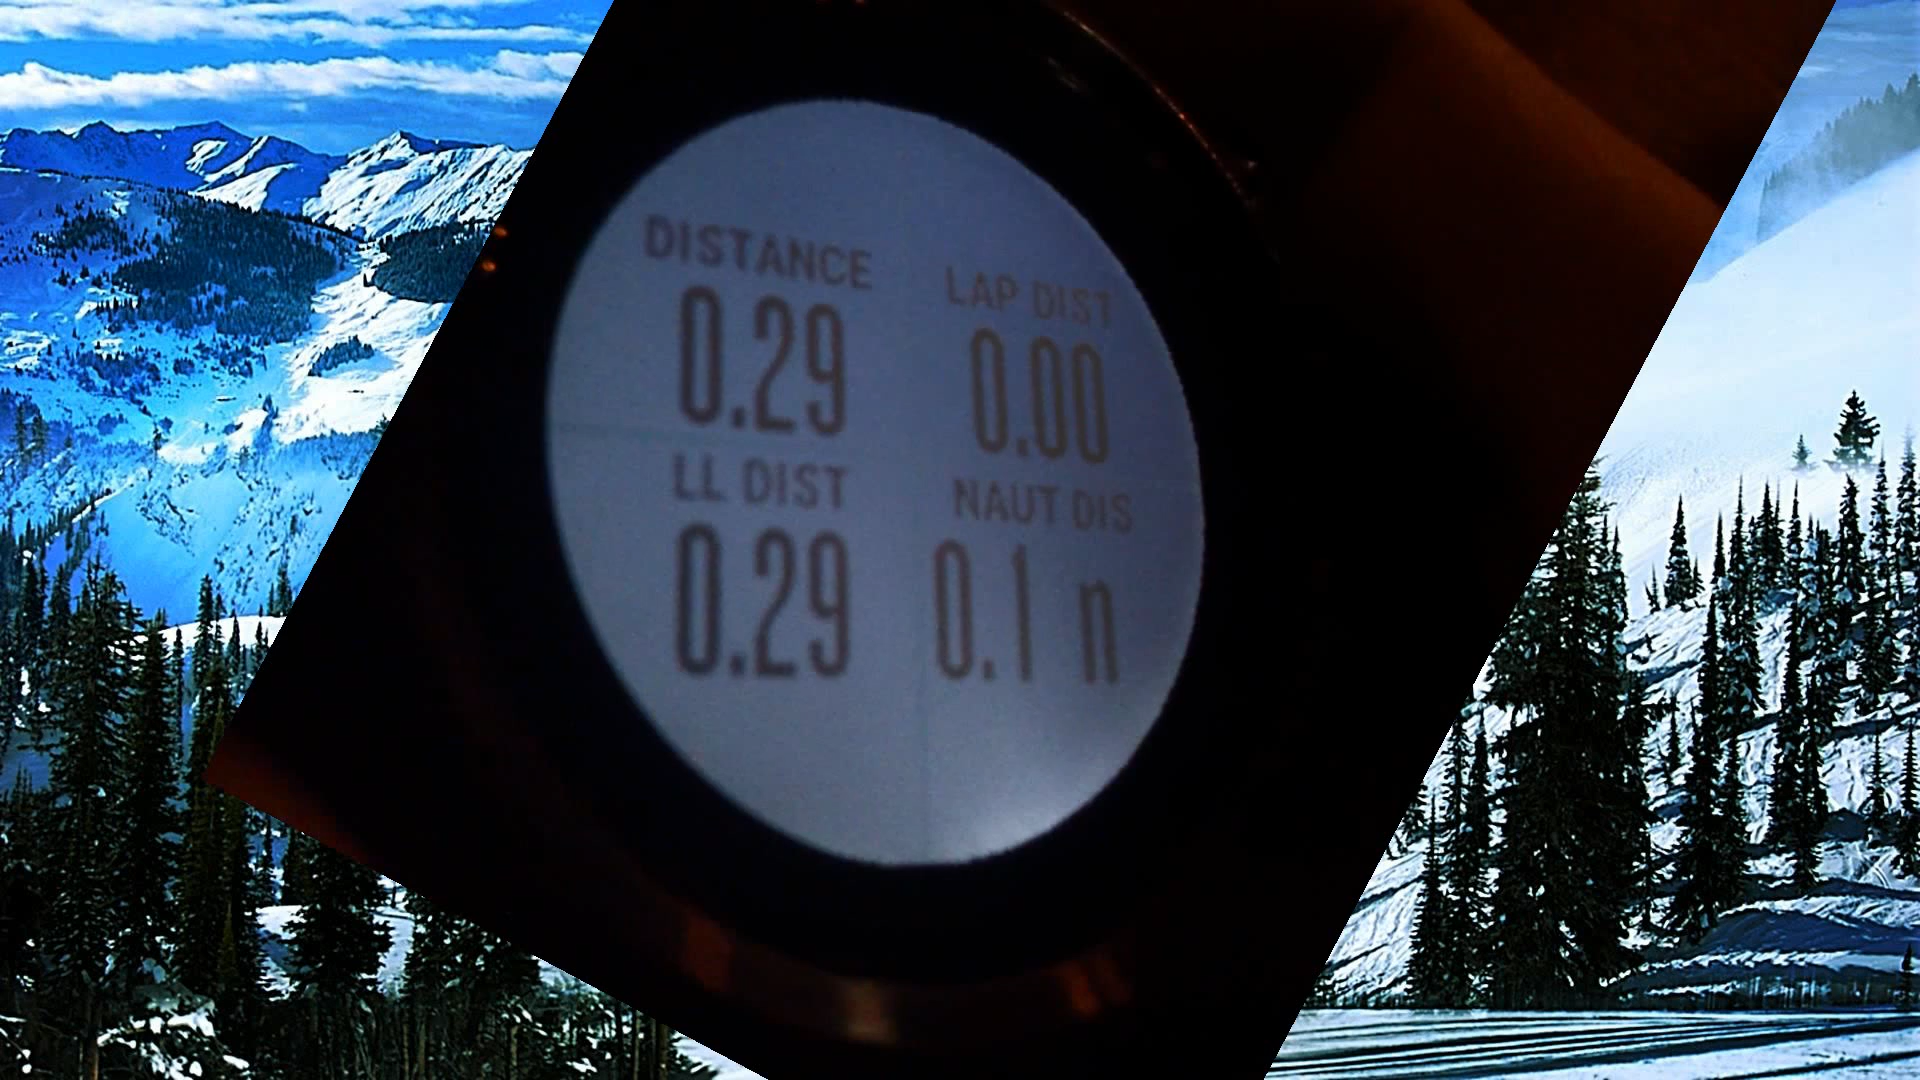 DISTANCE LAP DIST
0.29 0.00
LL DIST NAUT DIS
0.29 0.1 n